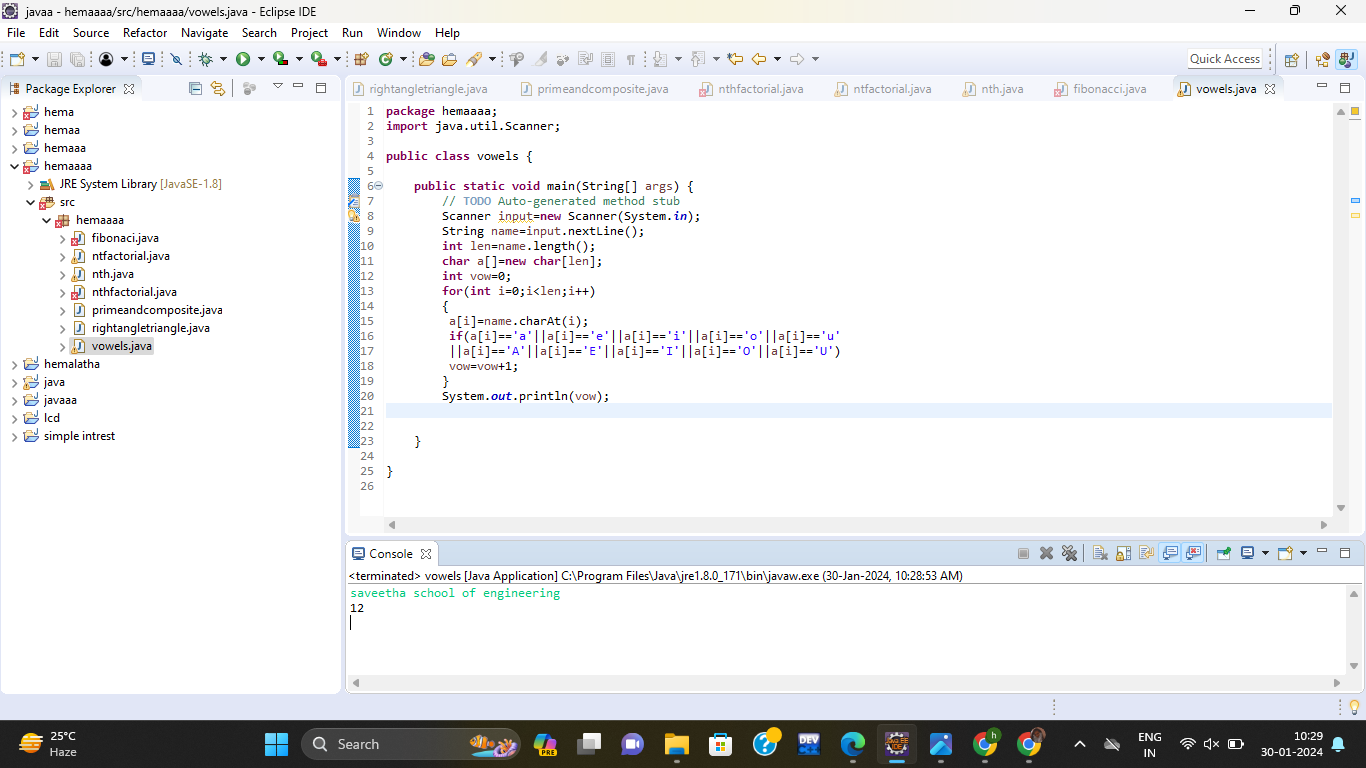 javaa - hemaaaa/src/hemaaaa/vowels.java - Eclipse IDE
File Edit Source Refactor Navigate Search Project Run Window Help
Quick Access
Package Explorer
hema
hemaa
hemaaa
hemaaaa
JRE System Library [JavaSE-1.8]
src
hemaaaa
fibonaci.java
ntfactorial.java
nth.java
nthfactorial.java
primeandcomposite.java
rightangletriangle.java
vowels.java
hemalatha
java
javaaa
lcd
simple intrest
rightangletriangle.java primeandcomposite.java nthfactorial.java ntfactorial.java nth.java fibonaci.java vowels.java
1 package hemaaaa;
2 import java.util.Scanner;
3
4 public class vowels {
5
6 public static void main(String[] args) {
7 // TODO Auto-generated method stub
8 Scanner input=new Scanner(System.in);
9 String name=input.nextLine();
10 int len=name.length();
11 char a[]=new char[len];
12 int vow=0;
13 for(int i=0;i<len;i++)
14 {
15 a[i]=name.charAt(i);
16 if(a[i]=='a'||a[i]=='e'||a[i]=='i'||a[i]=='o'||a[i]=='u'
17 ||a[i]=='A'||a[i]=='E'||a[i]=='I'||a[i]=='O'||a[i]=='U')
18 vow=vow+1;
19 }
20 System.out.println(vow);
21
22
23 }
24
25 }
26
Console
<terminated> vowels [Java Application] C:\Program Files\Java\jre1.8.0_171\bin\javaw.exe (30-Jan-2024, 10:28:53 AM)
saveetha school of engineering
12
25°C
Haze
Search
PRE
DEV
JAVA EE
IDE
h
ENG
IN
10:29
30-01-2024